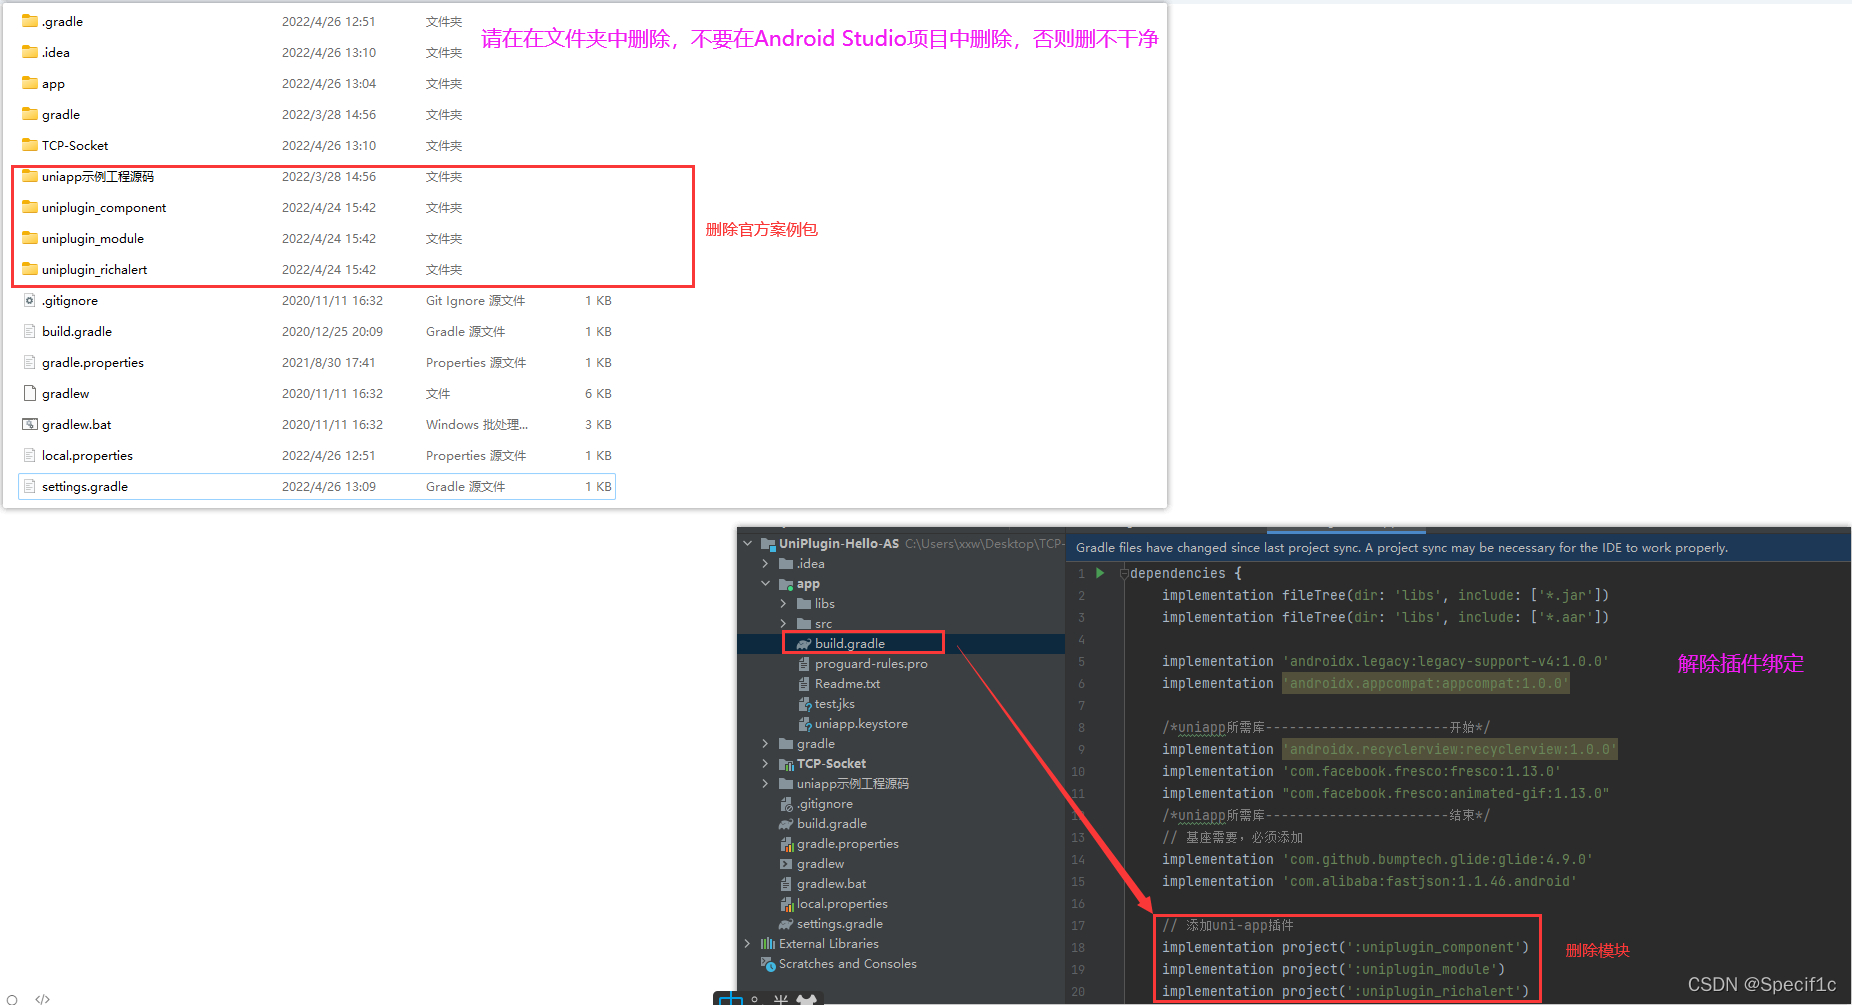 .gradle 2022/4/26 12:51 文件夹
.idea 2022/4/26 13:10 文件夹
请在在文件夹中删除，不要在Android Studio项目中删除，否则删不干净
app 2022/4/26 13:04 文件夹
gradle 2022/3/28 14:56 文件夹
TCP-Socket 2022/4/26 13:10 文件夹
uniapp示例工程源码 2022/3/28 14:56 文件夹
uniplugin_component 2022/4/24 15:42 文件夹
删除官方案例包
uniplugin_module 2022/4/24 15:42 文件夹
uniplugin_richalert 2022/4/24 15:42 文件夹
.gitignore 2020/11/11 16:32 Git Ignore 源文件 1 KB
build.gradle 2020/12/25 20:09 Gradle 源文件 1 KB
gradle.properties 2021/8/30 17:41 Properties 源文件 1 KB
gradlew 2020/11/11 16:32 文件 6 KB
gradlew.bat 2020/11/11 16:32 Windows 批处理... 3 KB
local.properties 2022/4/26 12:51 Properties 源文件 1 KB
settings.gradle 2022/4/26 13:09 Gradle 源文件 1 KB
UniPlugin-Hello-AS C:\Users\xxw\Desktop\TCP-
.idea
app
libs
src
build.gradle
proguard-rules.pro
Readme.txt
test.jks
uniapp.keystore
gradle
TCP-Socket
uniapp示例工程源码
.gitignore
build.gradle
gradle.properties
gradlew
gradlew.bat
local.properties
settings.gradle
External Libraries
Scratches and Consoles
Gradle files have changed since last project sync. A project sync may be necessary for the IDE to work properly.
1 dependencies {
2 implementation fileTree(dir: 'libs', include: ['*.jar'])
3 implementation fileTree(dir: 'libs', include: ['*.aar'])
4
5 implementation 'androidx.legacy:legacy-support-v4:1.0.0'
解除插件绑定
6 implementation 'androidx.appcompat:appcompat:1.0.0'
7
8 /*uniapp所需库-----------------------开始*/
9 implementation 'androidx.recyclerview:recyclerview:1.0.0'
10 implementation 'com.facebook.fresco:fresco:1.13.0'
11 implementation "com.facebook.fresco:animated-gif:1.13.0"
/*uniapp所需库-----------------------结束*/
13 // 基座需要，必须添加
14 implementation 'com.github.bumptech.glide:glide:4.9.0'
15 implementation 'com.alibaba:fastjson:1.1.46.android'
16
17 // 添加uni-app插件
18 implementation project(':uniplugin_component')
删除模块
19 implementation project(':uniplugin_module')
20 implementation project(':uniplugin_richalert')
CSDN @Specif1c